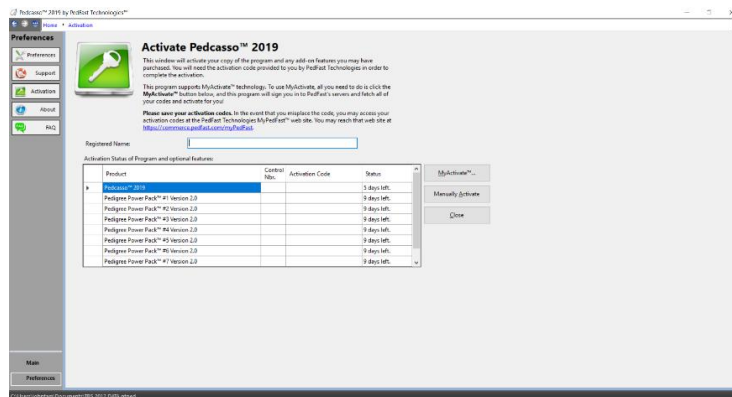 Pedcasso™ 2019 by PedFast Technologies™
Home • Activation
Preferences
Preferences
Support
Activation
About
FAQ
Main
Preferences
Activate Pedcasso™ 2019
This window will activate your copy of the program and any add-on features you may have
purchased. You will need the activation code provided to you by PedFast Technologies in order to
complete the activation.
This program supports MyActivate™ technology. To use MyActivate, all you need to do is click the
MyActivate™ button below, and this program will sign you in to PedFast's servers and fetch all of
your codes and activate for you!
Please save your activation codes. In the event that you misplace the code, you may access your
activation codes at the PedFast Technologies MyPedFast™ web site. You may reach that web site at
https://commerce.pedfast.com/myPedFast.
Registered Name:
Activation Status of Program and optional features:
Product Control Nbs. Activation Code Status
Pedcasso™ 2019 5 days left.
Pedigree Power Pack™ #1 Version 2.0 9 days left.
Pedigree Power Pack™ #2 Version 2.0 9 days left.
Pedigree Power Pack™ #3 Version 2.0 9 days left.
Pedigree Power Pack™ #4 Version 2.0 9 days left.
Pedigree Power Pack™ #5 Version 2.0 9 days left.
Pedigree Power Pack™ #6 Version 2.0 9 days left.
Pedigree Power Pack™ #7 Version 2.0 9 days left.
MyActivate™...
Manually Activate
Close